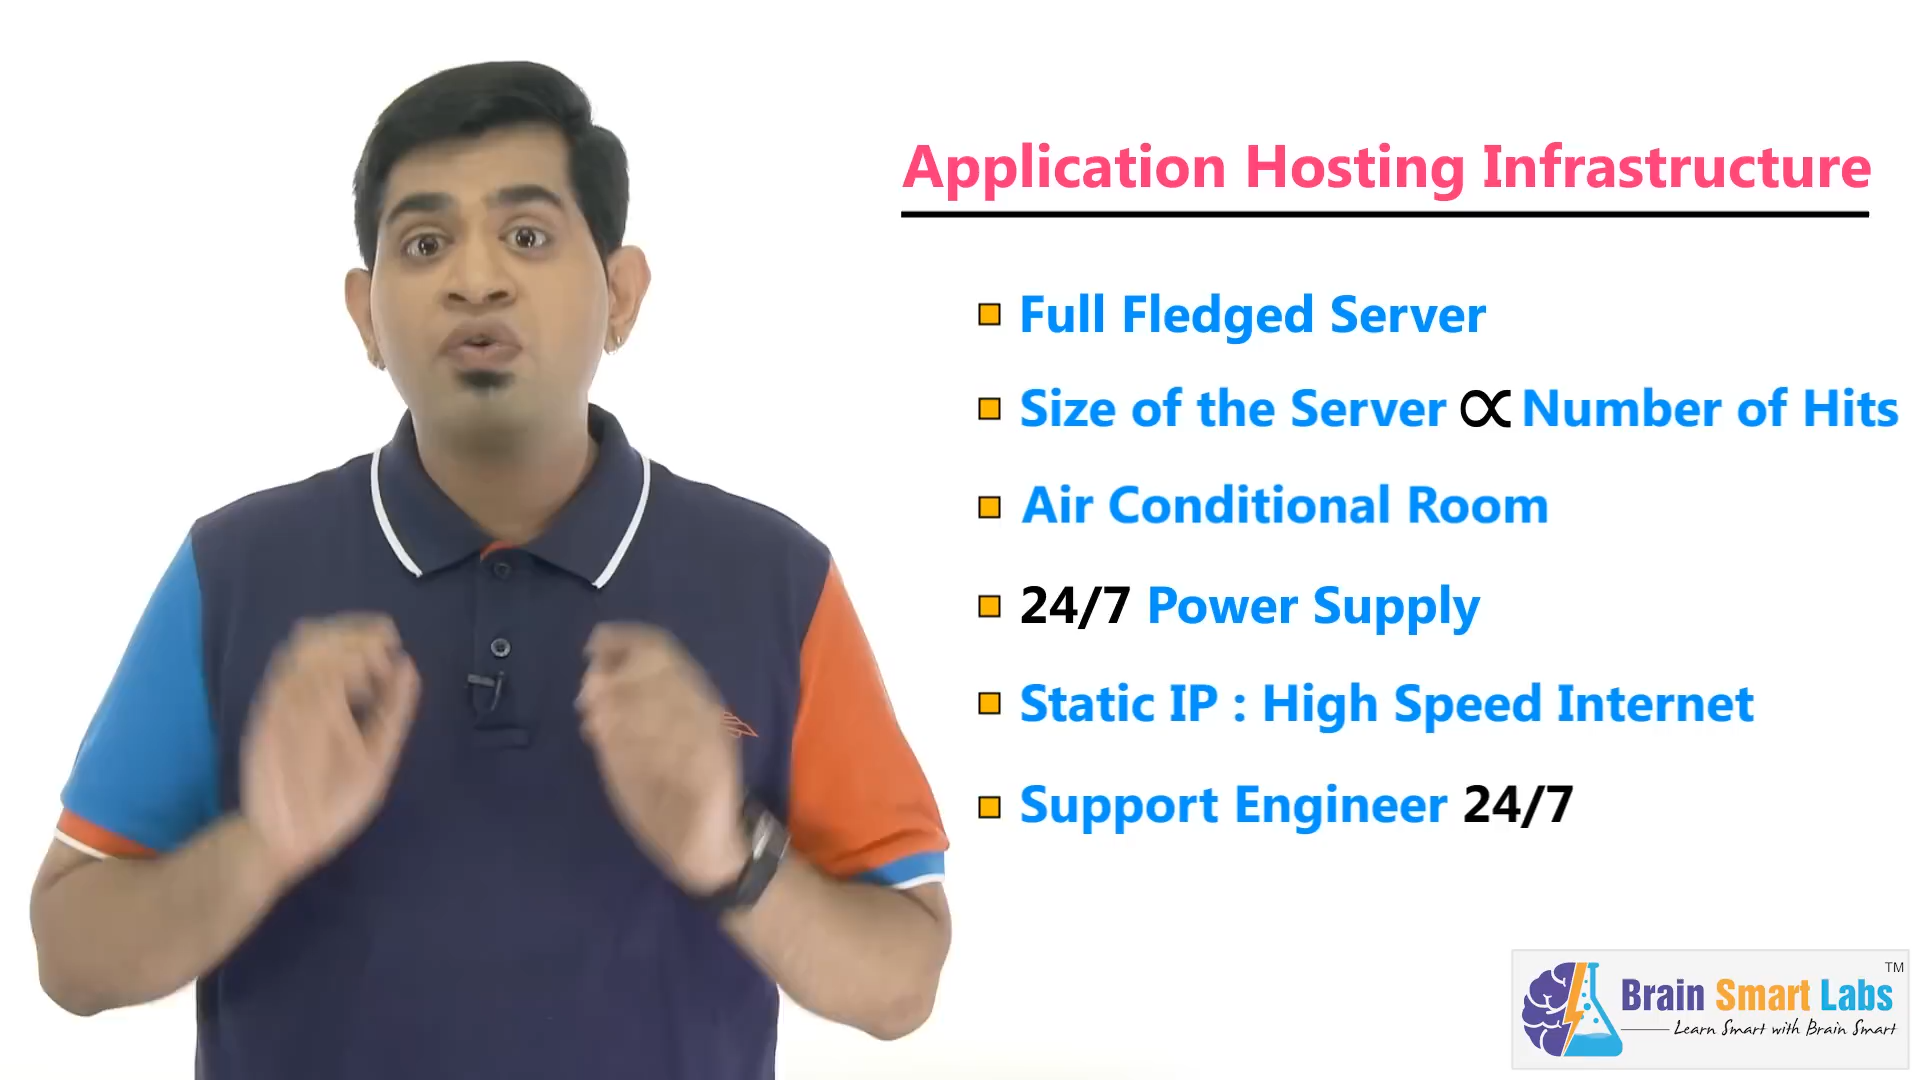 Application Hosting Infrastructure
Full Fledged Server
Size of the Server ∝ Number of Hits
Air Conditional Room
24/7 Power Supply
Static IP : High Speed Internet
Support Engineer 24/7
Brain Smart Labs TM
Learn Smart with Brain Smart